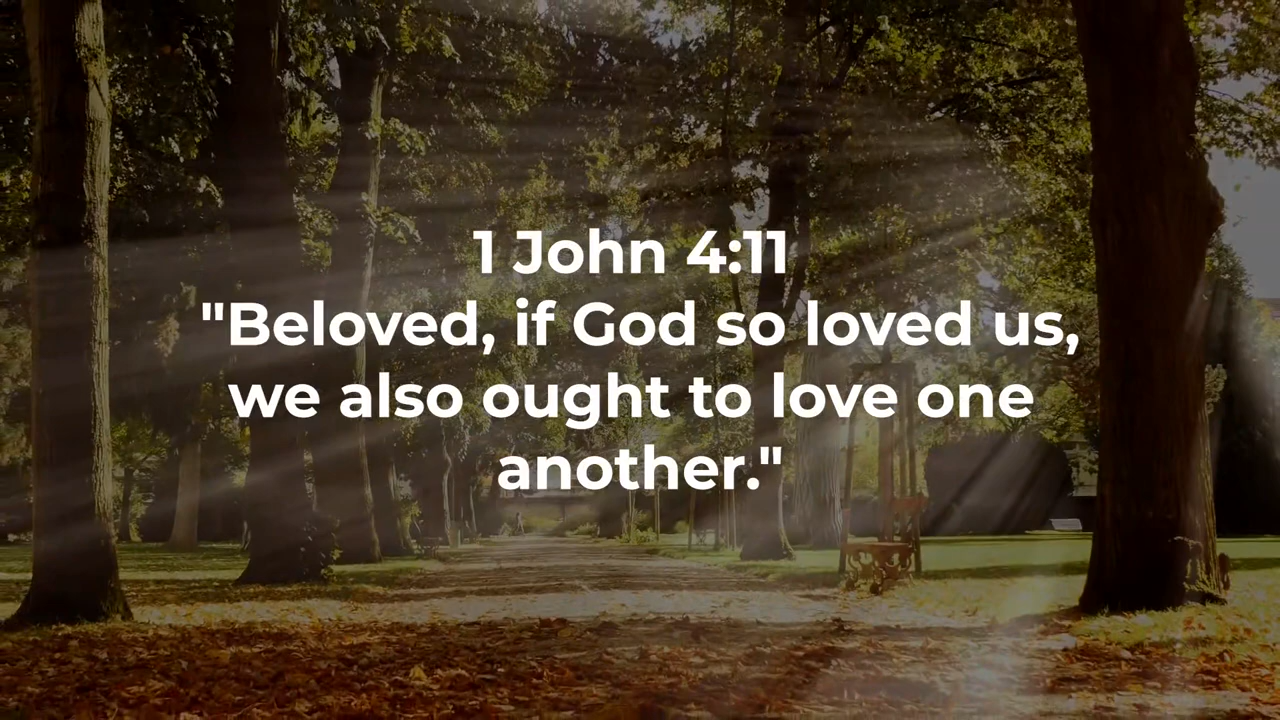 1 John 4:11
"Beloved, if God so loved us,
we also ought to love one
another."